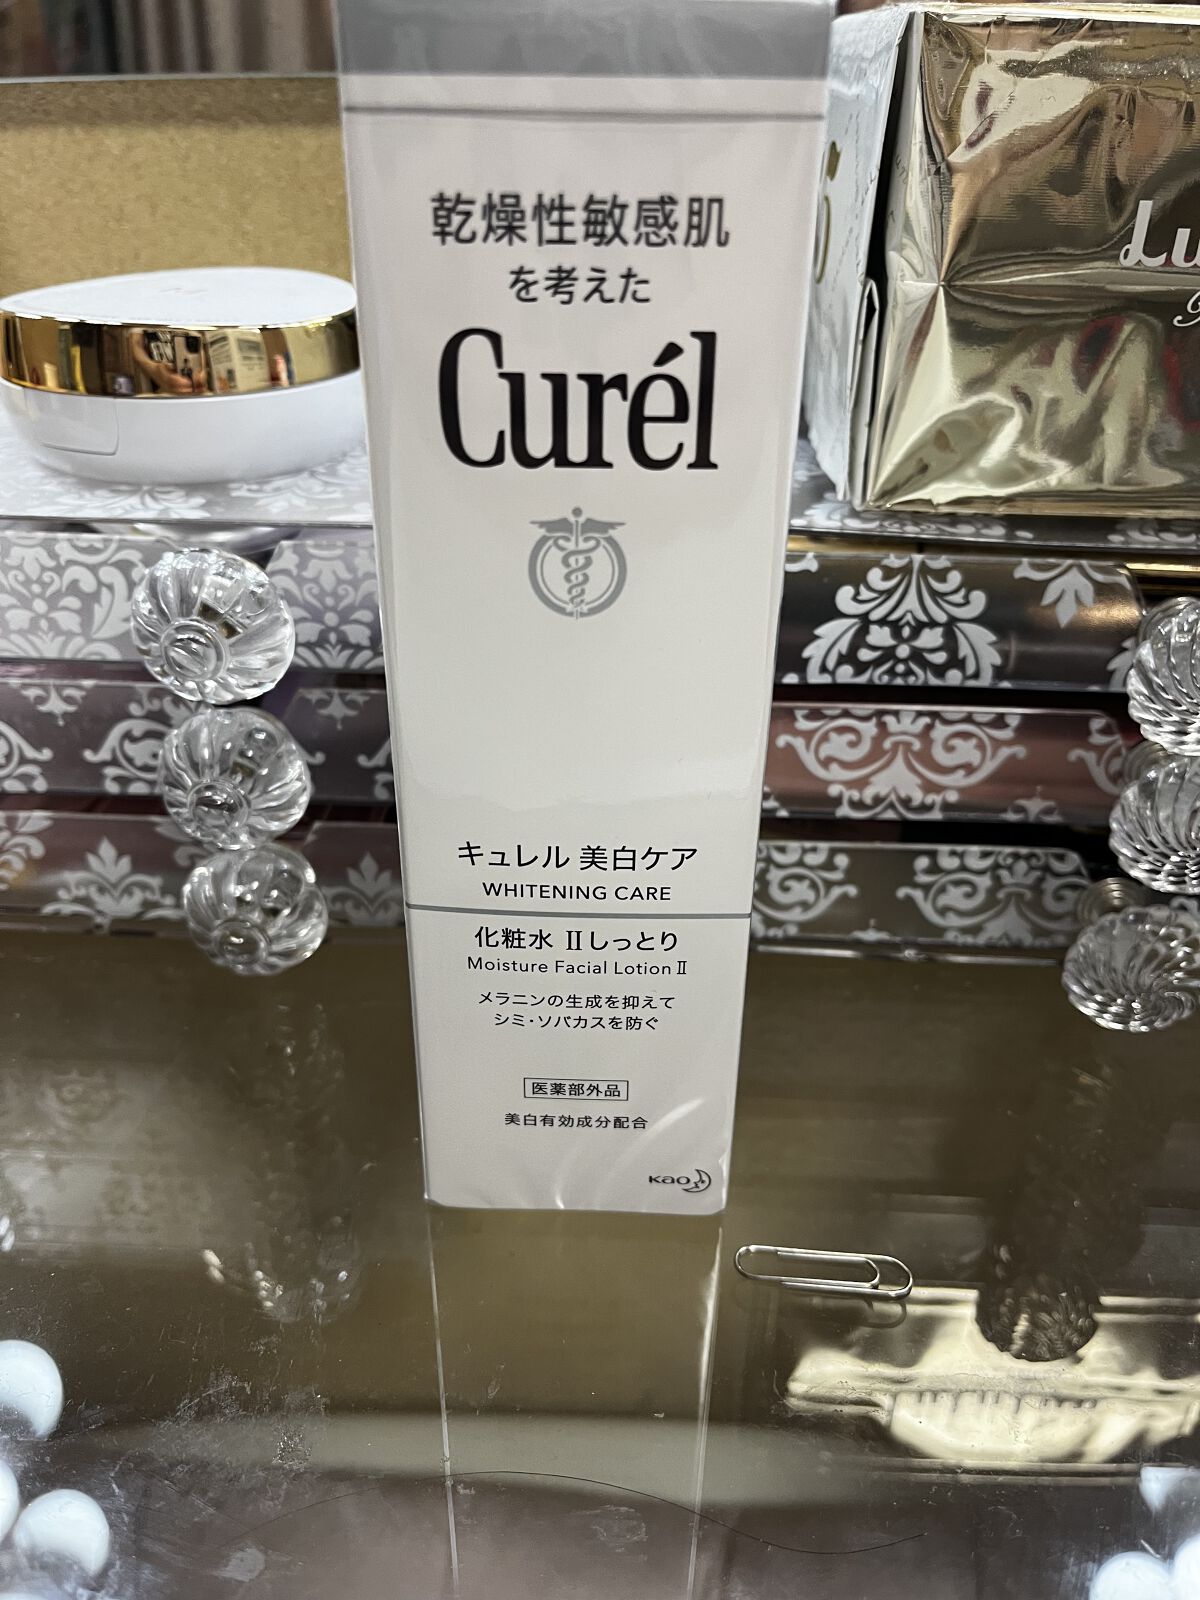 乾燥性敏感肌
を考えた
Curél
キュレル 美白ケア
WHITENING CARE
化粧水 Ⅱしっとり
Moisture Facial Lotion Ⅱ
メラニンの生成を抑えて
シミ・ソバカスを防ぐ
医薬部外品
美白有効成分配合
Kao
Lu